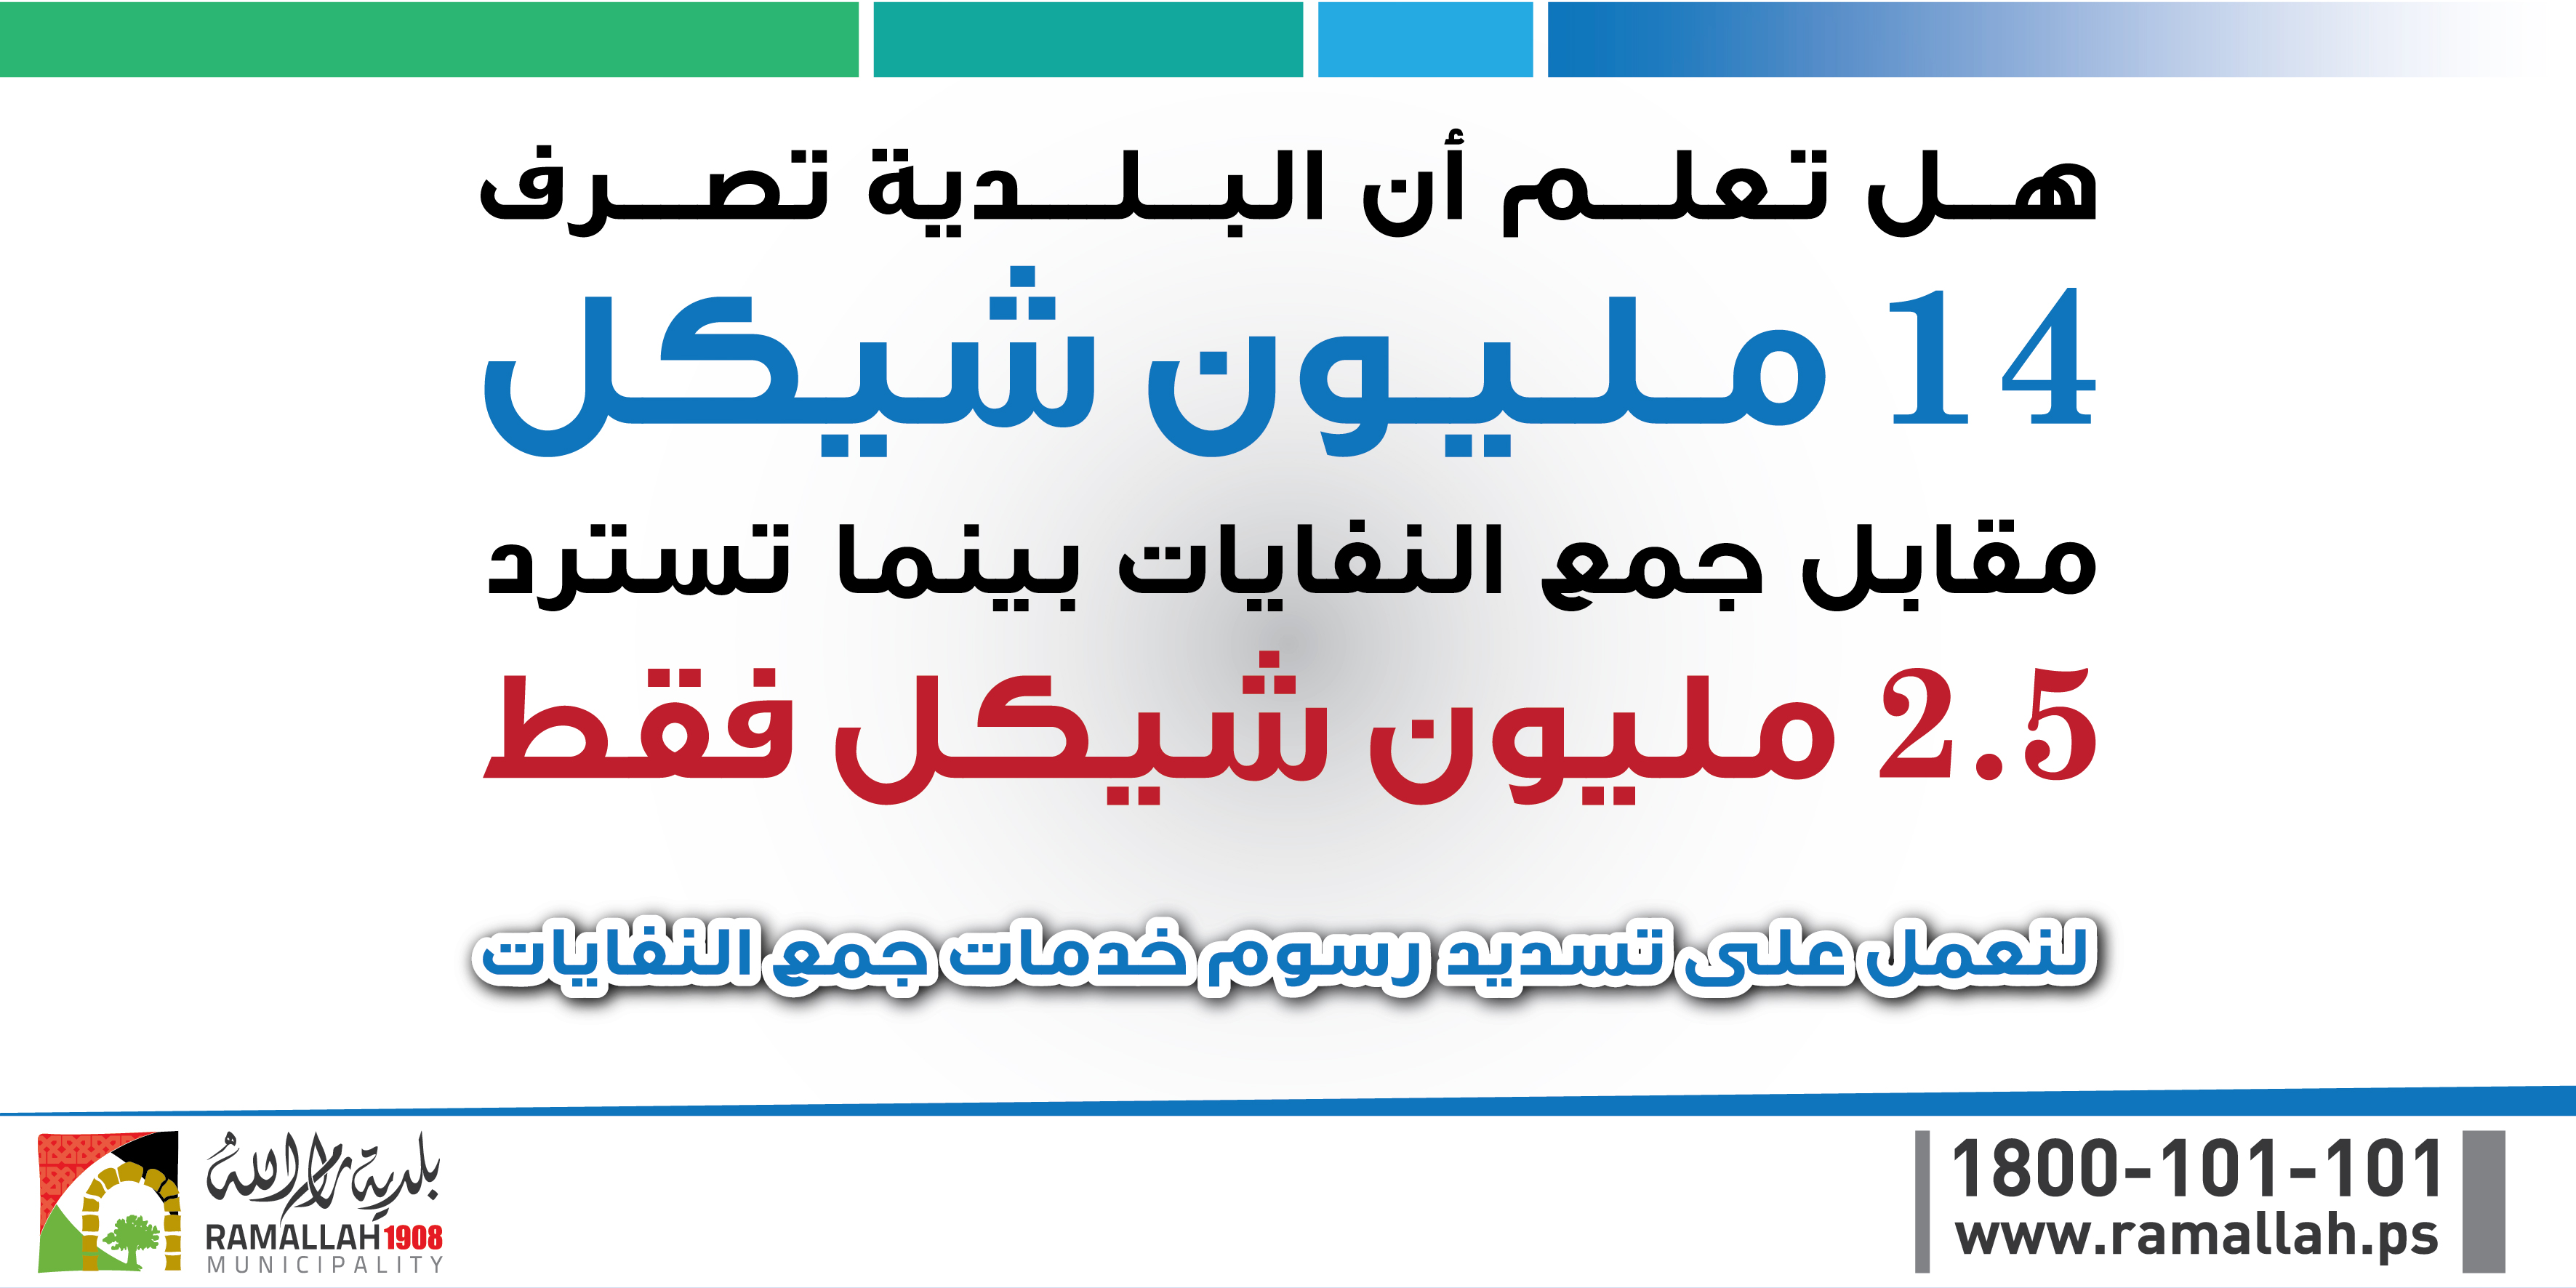 هل تعلم أن البلدية تصرف
14 مليون شيكل
مقابل جمع النفايات بينما تسترد
2.5 مليون شيكل فقط
لنعمل على تسديد رسوم خدمات جمع النفايات
بلدية رام الله
RAMALLAH 1908
MUNICIPALITY
1800-101-101
www.ramallah.ps